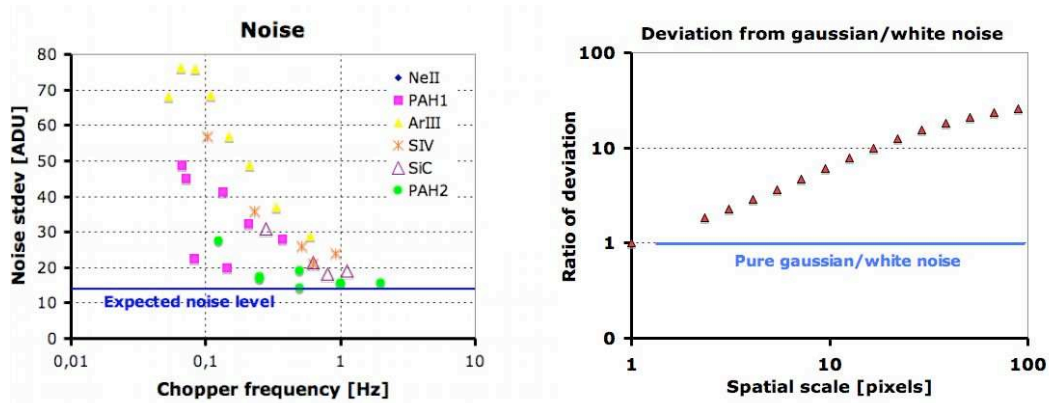 Noise
Noise stdev [ADU]
80
70
60
50
40
30
20
10
0
NeII
PAH1
ArIII
SIV
SiC
PAH2
Expected noise level
0,01
0,1
1
10
Chopper frequency [Hz]
Deviation from gaussian/white noise
Ratio of deviation
100
10
1
0
Pure gaussian/white noise
1
10
100
Spatial scale [pixels]